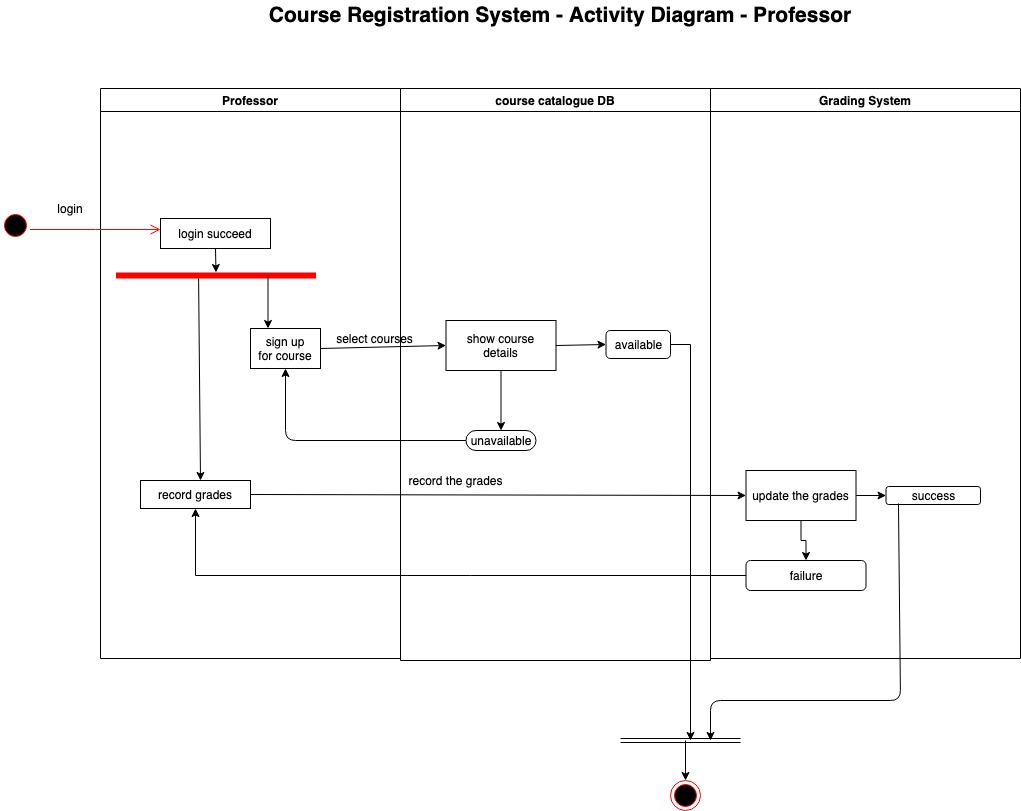 Course Registration System - Activity Diagram - Professor
Professor
course catalogue DB
Grading System
login
login succeed
sign up
for course
select courses
show course
details
available
unavailable
record grades
record the grades
update the grades
success
failure